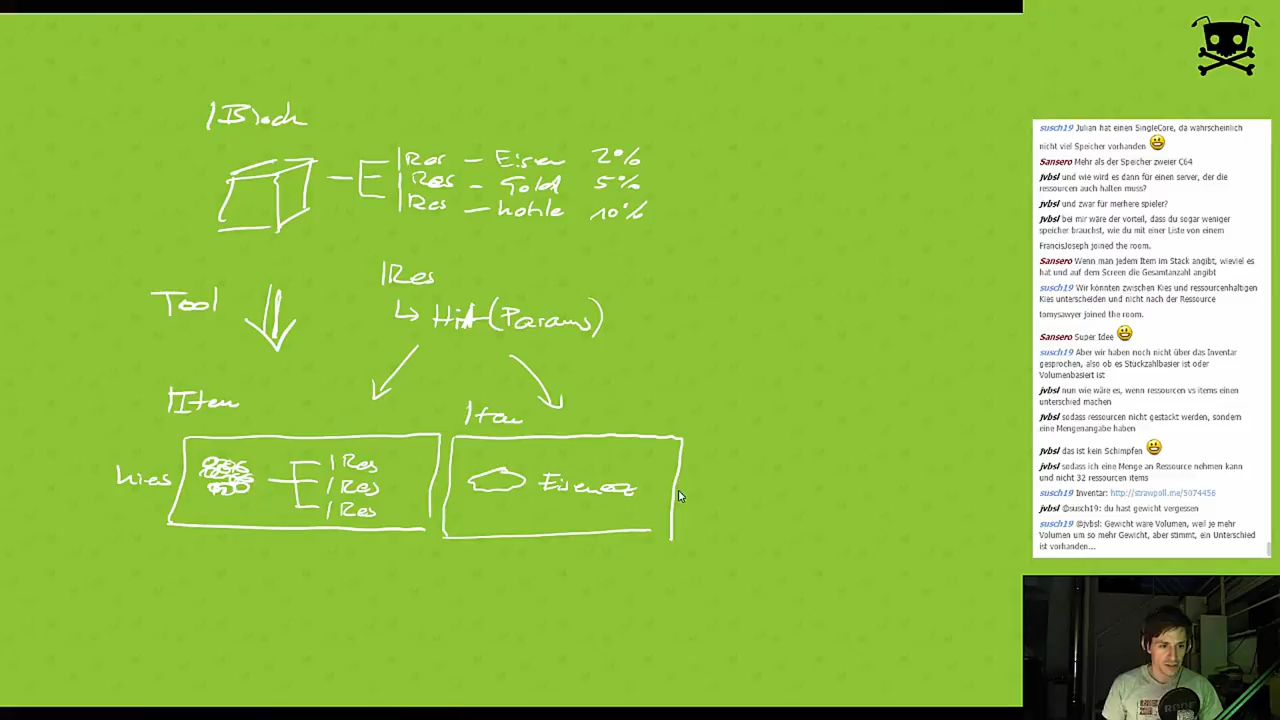 IBlock
IRes - Eisen 2%
IRes - Gold 5%
IRes - Kohle 10%
IRes
Tool
↳ Hit (Params)
IItem
Item
Kies
IRes
IRes
IRes
Eisenerz
susch19 Julian hat einen SingleCore, da wahrscheinlich
nicht viel Speicher vorhanden
Sansero Mehr als der Speicher zweier C64
jvbsl und wie wird es dann für einen server, der die
ressourcen auch halten muss?
jvbsl und zwar für merhere spieler?
jvbsl bei mir wäre der vorteil, dass du sogar weniger
speicher brauchst, wie du mit einer Liste von einem
FrancisJoseph joined the room.
Sansero Wenn man jedem Item im Stack angibt, wieviel es
hat und auf dem Screen die Gesamtanzahl angibt
susch19 Wir könnten zwischen Kies und ressourcenhaltigen
Kies unterscheiden und nicht nach der Ressource
tomysawyer joined the room.
Sansero Super Idee
susch19 Aber wir haben noch nicht über das Inventar
gesprochen, also ob es Stückzahlbasier ist oder
Volumenbasiert ist
jvbsl nun wie wäre es, wenn ressourcen vs items einen
unterschied machen
jvbsl sodass ressourcen nicht gestackt werden, sondern
eine Mengenangabe haben
jvbsl das ist kein Schimpfen
jvbsl sodass ich eine Menge an Ressource nehmen kann
und nicht 32 ressourcen items
susch19 Inventar: http://strawpoll.me/5074456
jvbsl @susch19: du hast gewicht vergessen
susch19 @jvbsl: Gewicht wäre Volumen, weil je mehr
Volumen um so mehr Gewicht, aber stimmt, ein Unterschied
ist vorhanden...